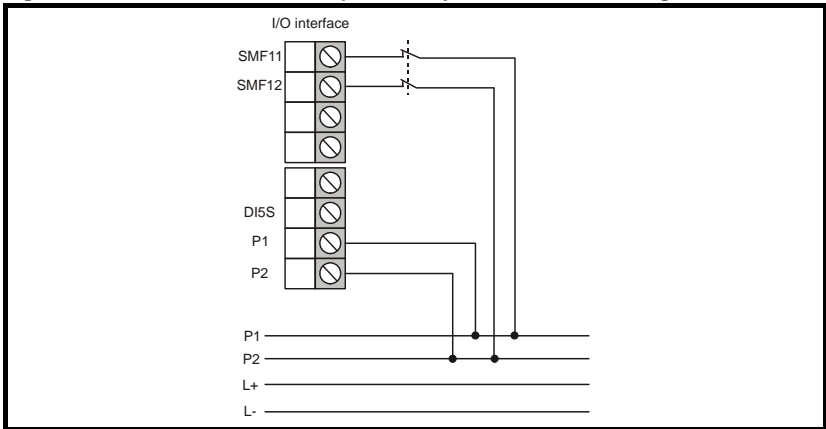 I/O interface
SMF11
SMF12
DI5S
P1
P2
P1
P2
L+
L-